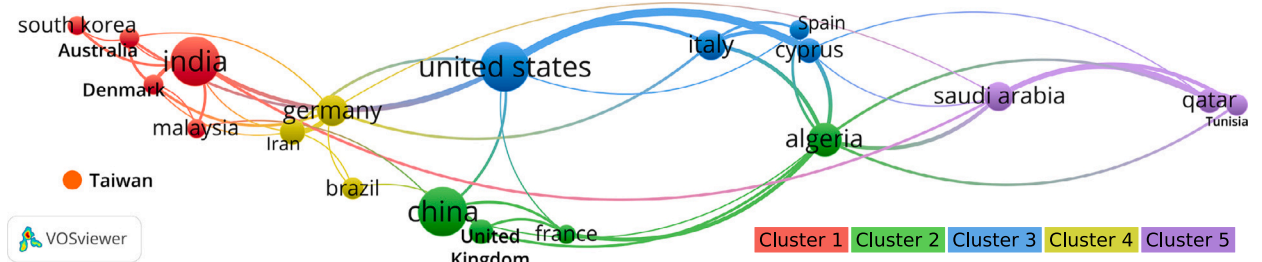 south korea
Australia
india
Denmark
malaysia
germany
Iran
brazil
Taiwan
united states
italy
Spain
cyprus
algeria
china
United
Kingdom
france
saudi arabia
qatar
Tunisia
VOSviewer
Cluster 1
Cluster 2
Cluster 3
Cluster 4
Cluster 5